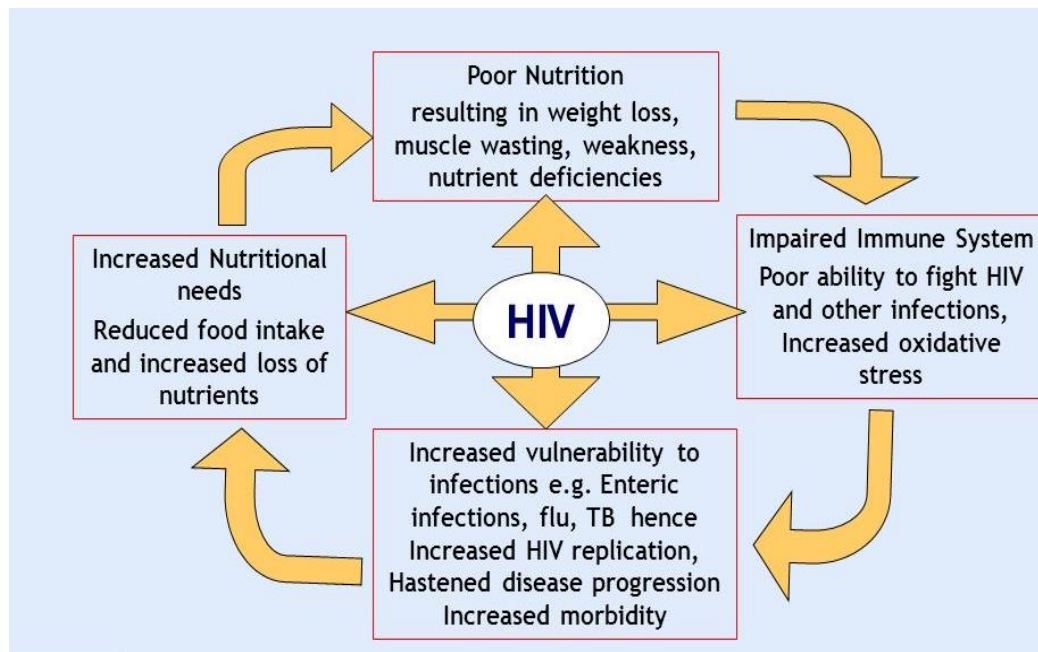 Poor Nutrition
resulting in weight loss,
muscle wasting, weakness,
nutrient deficiencies
Impaired Immune System
Poor ability to fight HIV
and other infections,
Increased oxidative
stress
Increased vulnerability to
infections e.g. Enteric
infections, flu, TB hence
Increased HIV replication,
Hastened disease progression
Increased morbidity
Increased Nutritional
needs
Reduced food intake
and increased loss of
nutrients
HIV